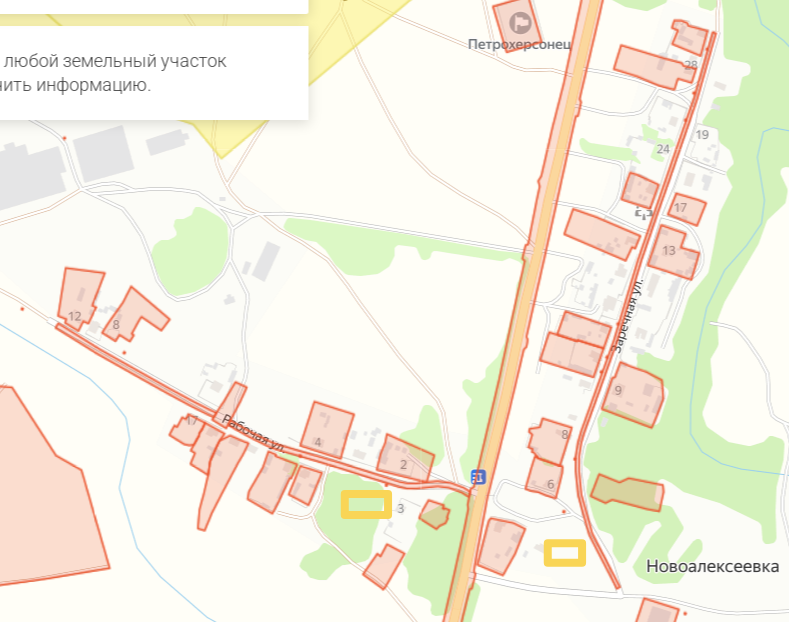 любой земельный участок
нить информацию.
Петрохерсонец
28
19
24
17
13
Заречная ул.
12
8
9
17
Рабочая ул.
4
2
8
6
3
Новоалексеевка